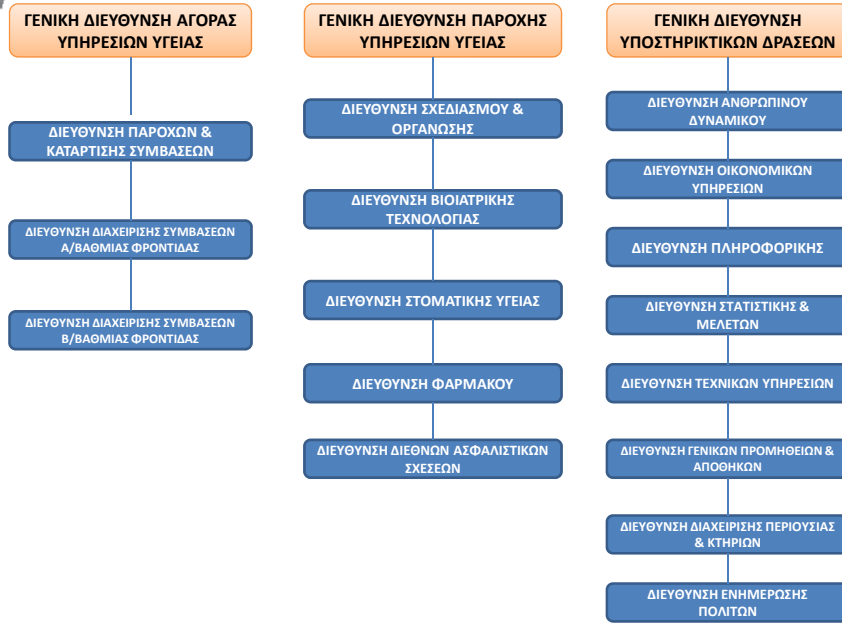 ΓΕΝΙΚΗ ΔΙΕΥΘΥΝΣΗ ΑΓΟΡΑΣ
ΥΠΗΡΕΣΙΩΝ ΥΓΕΙΑΣ
ΔΙΕΥΘΥΝΣΗ ΠΑΡΟΧΩΝ &
ΚΑΤΑΡΤΙΣΗΣ ΣΥΜΒΑΣΕΩΝ
ΔΙΕΥΘΥΝΣΗ ΔΙΑΧΕΙΡΙΣΗΣ ΣΥΜΒΑΣΕΩΝ
Α/ΒΑΘΜΙΑΣ ΦΡΟΝΤΙΔΑΣ
ΔΙΕΥΘΥΝΣΗ ΔΙΑΧΕΙΡΙΣΗΣ ΣΥΜΒΑΣΕΩΝ
Β/ΒΑΘΜΙΑΣ ΦΡΟΝΤΙΔΑΣ
ΓΕΝΙΚΗ ΔΙΕΥΘΥΝΣΗ ΠΑΡΟΧΗΣ
ΥΠΗΡΕΣΙΩΝ ΥΓΕΙΑΣ
ΔΙΕΥΘΥΝΣΗ ΣΧΕΔΙΑΣΜΟΥ &
ΟΡΓΑΝΩΣΗΣ
ΔΙΕΥΘΥΝΣΗ ΒΙΟΙΑΤΡΙΚΗΣ
ΤΕΧΝΟΛΟΓΙΑΣ
ΔΙΕΥΘΥΝΣΗ ΣΤΟΜΑΤΙΚΗΣ ΥΓΕΙΑΣ
ΔΙΕΥΘΥΝΣΗ ΦΑΡΜΑΚΟΥ
ΔΙΕΥΘΥΝΣΗ ΔΙΕΘΝΩΝ ΑΣΦΑΛΙΣΤΙΚΩΝ
ΣΧΕΣΕΩΝ
ΓΕΝΙΚΗ ΔΙΕΥΘΥΝΣΗ
ΥΠΟΣΤΗΡΙΚΤΙΚΩΝ ΔΡΑΣΕΩΝ
ΔΙΕΥΘΥΝΣΗ ΑΝΘΡΩΠΙΝΟΥ
ΔΥΝΑΜΙΚΟΥ
ΔΙΕΥΘΥΝΣΗ ΟΙΚΟΝΟΜΙΚΩΝ
ΥΠΗΡΕΣΙΩΝ
ΔΙΕΥΘΥΝΣΗ ΠΛΗΡΟΦΟΡΙΚΗΣ
ΔΙΕΥΘΥΝΣΗ ΣΤΑΤΙΣΤΙΚΗΣ &
ΜΕΛΕΤΩΝ
ΔΙΕΥΘΥΝΣΗ ΤΕΧΝΙΚΩΝ ΥΠΗΡΕΣΙΩΝ
ΔΙΕΥΘΥΝΣΗ ΓΕΝΙΚΩΝ ΠΡΟΜΗΘΕΙΩΝ &
ΑΠΟΘΗΚΩΝ
ΔΙΕΥΘΥΝΣΗ ΔΙΑΧΕΙΡΙΣΗΣ ΠΕΡΙΟΥΣΙΑΣ
& ΚΤΗΡΙΩΝ
ΔΙΕΥΘΥΝΣΗ ΕΝΗΜΕΡΩΣΗΣ
ΠΟΛΙΤΩΝ